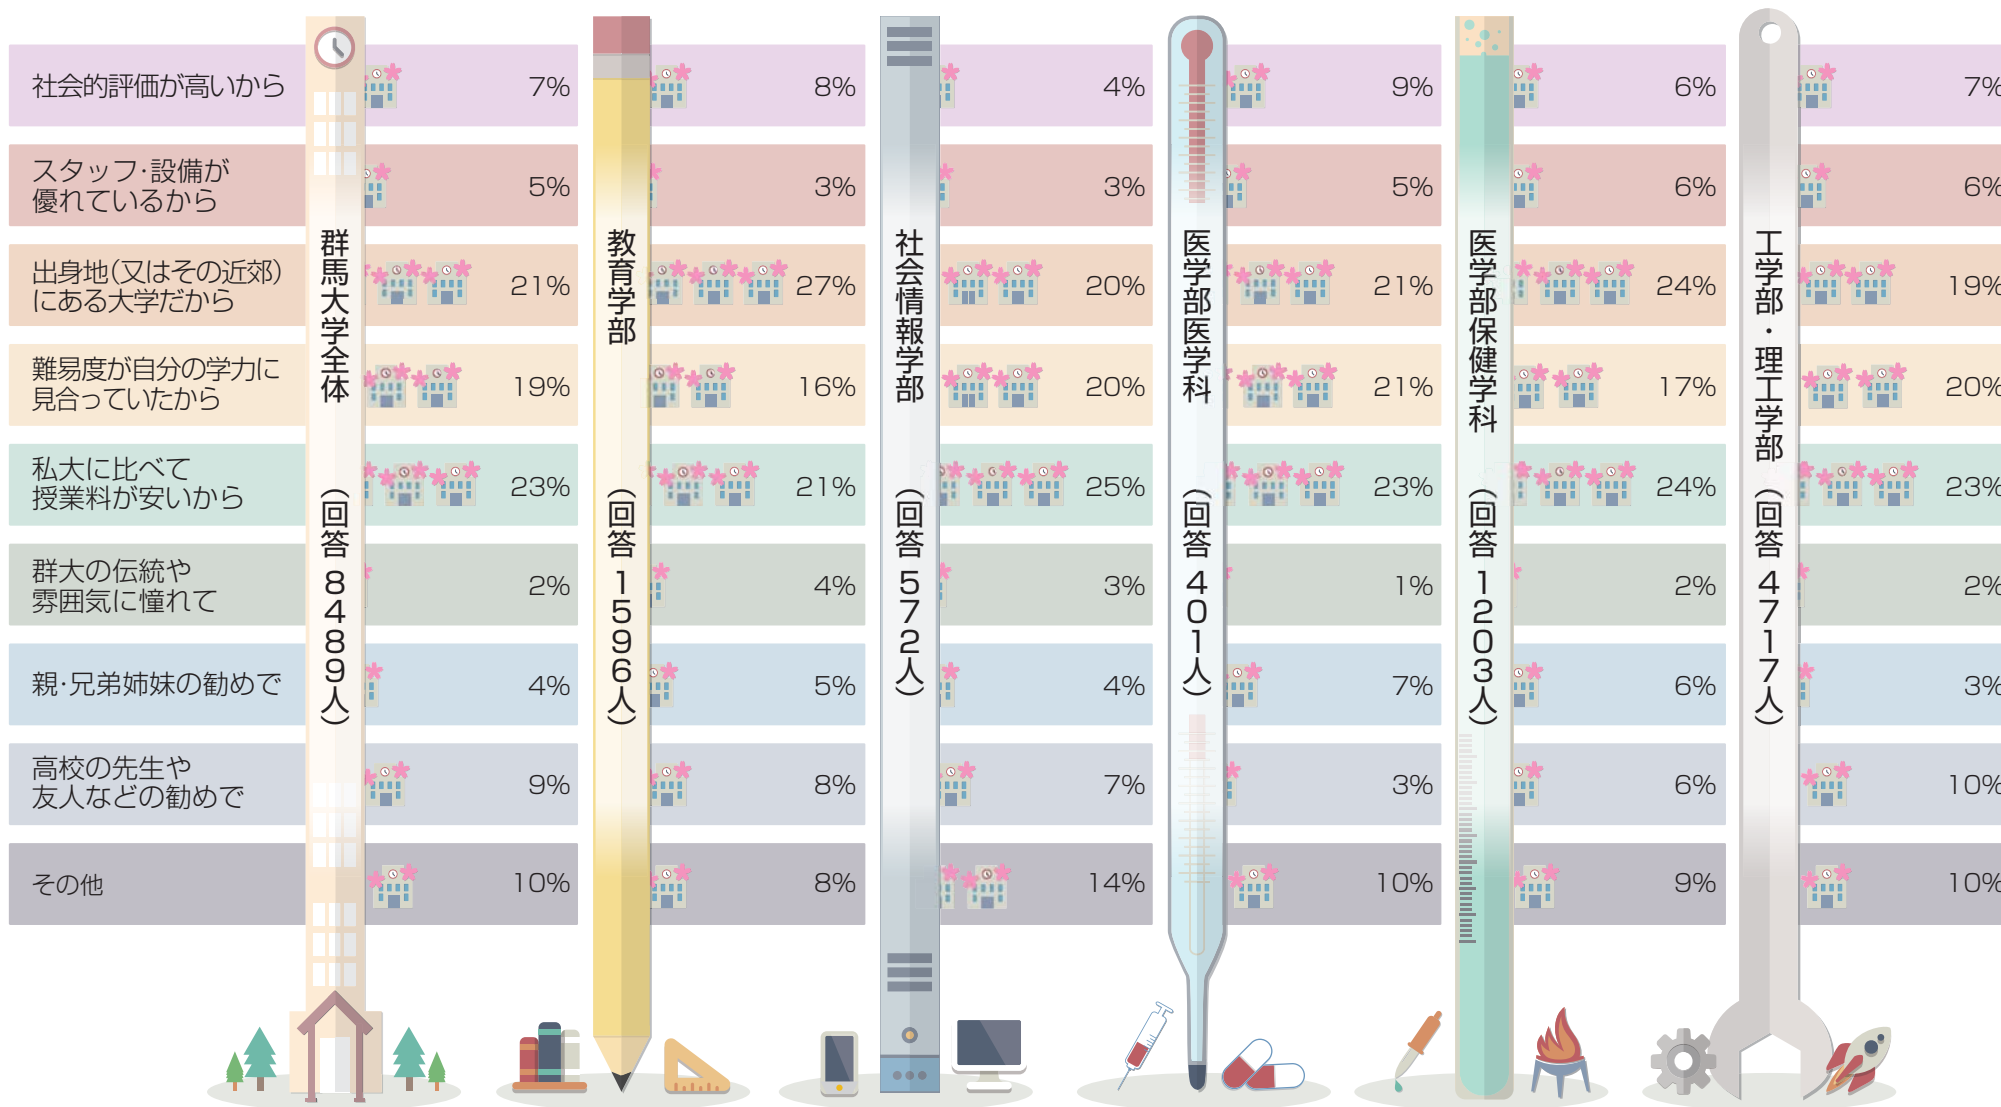 社会的評価が高いから
7%
8%
4%
9%
6%
7%
スタッフ・設備が
優れているから
5%
3%
3%
5%
6%
6%
出身地(又はその近郊)
にある大学だから
21%
27%
20%
21%
24%
19%
難易度が自分の学力に
見合っていたから
19%
16%
20%
21%
17%
20%
私大に比べて
授業料が安いから
23%
21%
25%
23%
24%
23%
群大の伝統や
雰囲気に憧れて
2%
4%
3%
1%
2%
2%
親・兄弟姉妹の勧めで
4%
5%
4%
7%
6%
3%
高校の先生や
友人などの勧めで
9%
8%
7%
3%
6%
10%
その他
10%
8%
14%
10%
9%
10%
群馬大学全体(回答8489人)
教育学部(回答1596人)
社会情報学部(回答572人)
医学部医学科(回答401人)
医学部保健学科(回答1203人)
工学部・理工学部(回答4717人)